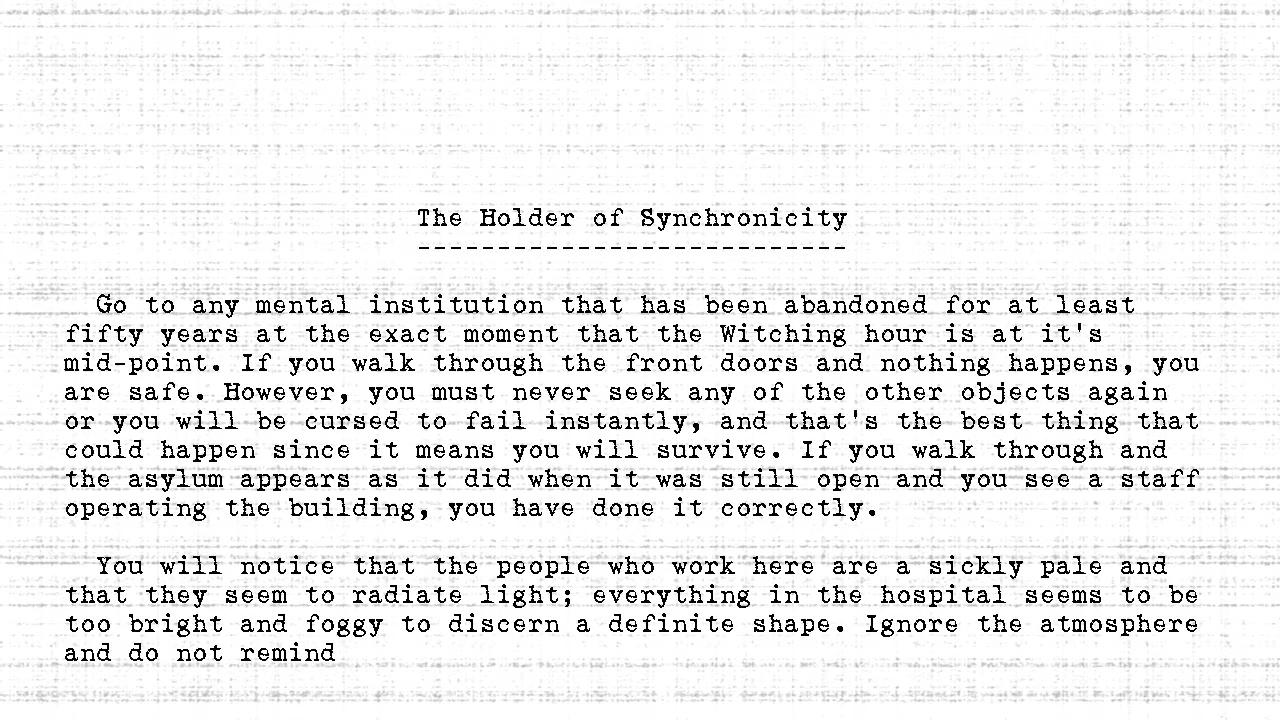 The Holder of Synchronicity
---------------------------
Go to any mental institution that has been abandoned for at least
fifty years at the exact moment that the Witching hour is at it's
mid-point. If you walk through the front doors and nothing happens, you
are safe. However, you must never seek any of the other objects again
or you will be cursed to fail instantly, and that's the best thing that
could happen since it means you will survive. If you walk through and
the asylum appears as it did when it was still open and you see a staff
operating the building, you have done it correctly.
You will notice that the people who work here are a sickly pale and
that they seem to radiate light; everything in the hospital seems to be
too bright and foggy to discern a definite shape. Ignore the atmosphere
and do not remind